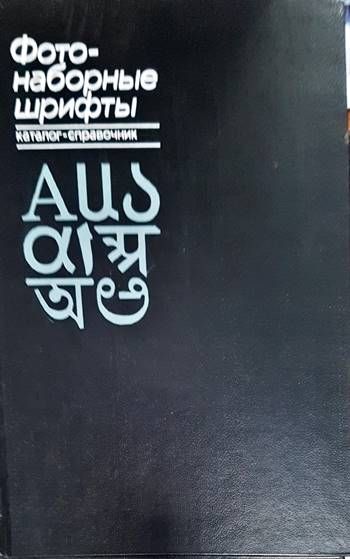 Фото-
наборные
шрифты
каталог-справочник
A Ա ა
α ا अ
অ